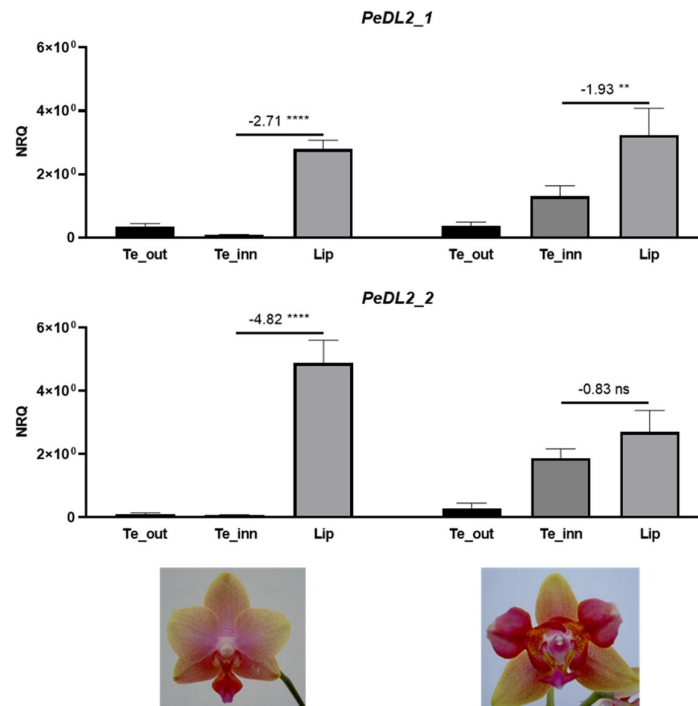 PeDL2_1
6×10⁰
4×10⁰
2×10⁰
0
NRQ
-2.71 ****
-1.93 **
Te_out Te_inn Lip Te_out Te_inn Lip
PeDL2_2
6×10⁰
4×10⁰
2×10⁰
0
NRQ
-4.82 ****
-0.83 ns
Te_out Te_inn Lip Te_out Te_inn Lip